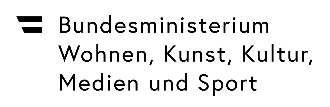 Bundesministerium
Wohnen, Kunst, Kultur,
Medien und Sport